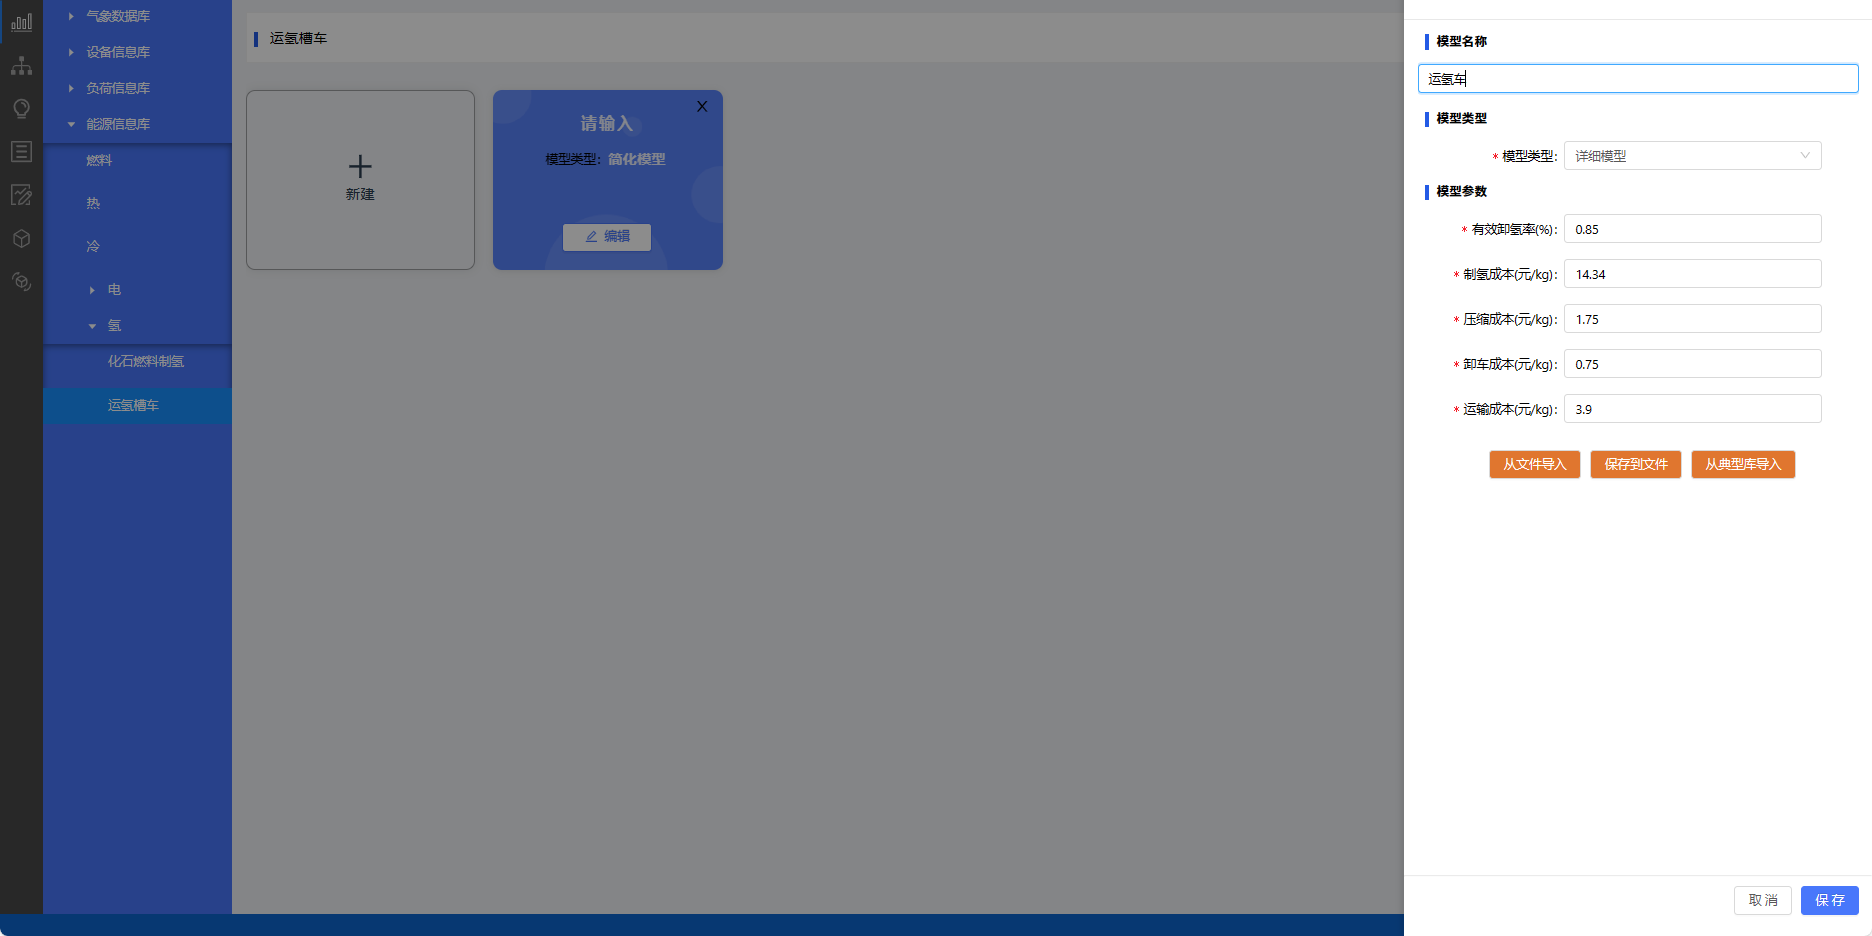 气象数据库
设备信息库
负荷信息库
能源信息库
燃料
热
冷
电
氢
化石燃料制氢
运氢槽车
运氢槽车
新建
请输入
模型类型：简化模型
编辑
模型名称
运氢车
模型类型
* 模型类型: 详细模型
模型参数
* 有效卸氢率(%): 0.85
* 制氢成本(元/kg): 14.34
* 压缩成本(元/kg): 1.75
* 卸车成本(元/kg): 0.75
* 运输成本(元/kg): 3.9
从文件导入 保存到文件 从典型库导入
取消 保存